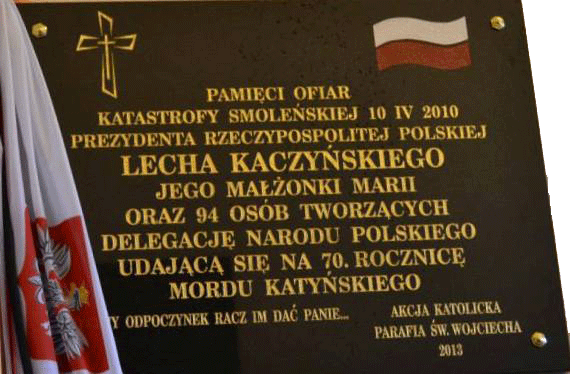 PAMIĘCI OFIAR
KATASTROFY SMOLEŃSKIEJ 10 IV 2010
PREZYDENTA RZECZYPOSPOLITEJ POLSKIEJ
LECHA KACZYŃSKIEGO
JEGO MAŁŻONKI MARII
ORAZ 94 OSÓB TWORZĄCYCH
DELEGACJĘ NARODU POLSKIEGO
UDAJĄCĄ SIĘ NA 70. ROCZNICĘ
MORDU KATYŃSKIEGO
ODPOCZYNEK RACZ IM DAĆ PANIE...
AKCJA KATOLICKA
PARAFIA ŚW. WOJCIECHA
2013